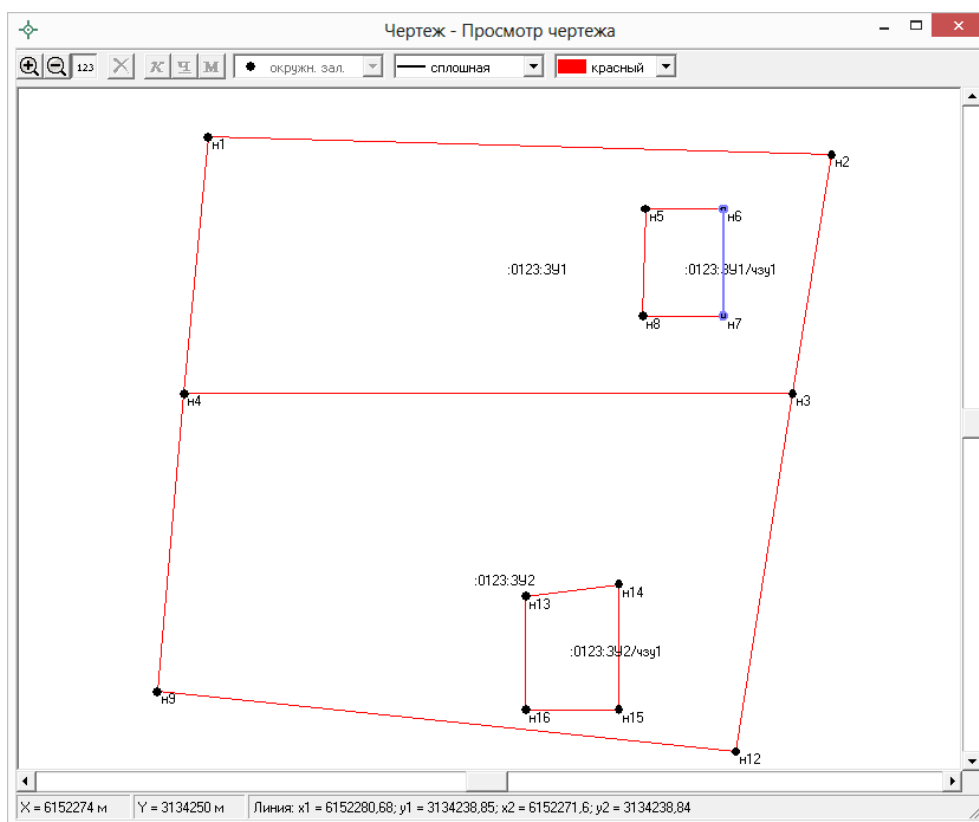 Чертеж - Просмотр чертежа
123 К Ч М окружн. зал. сплошная красный
н1
н2
н5 н6
:0123:ЗУ1 :0123:ЗУ1/чзу1
н8 н7
н4 н3
:0123:ЗУ2
н13 н14
:0123:ЗУ2/чзу1
н9 н16 н15
н12
X = 6152274 м Y = 3134250 м Линия: x1 = 6152280,68; y1 = 3134238,85; x2 = 6152271,6; y2 = 3134238,84